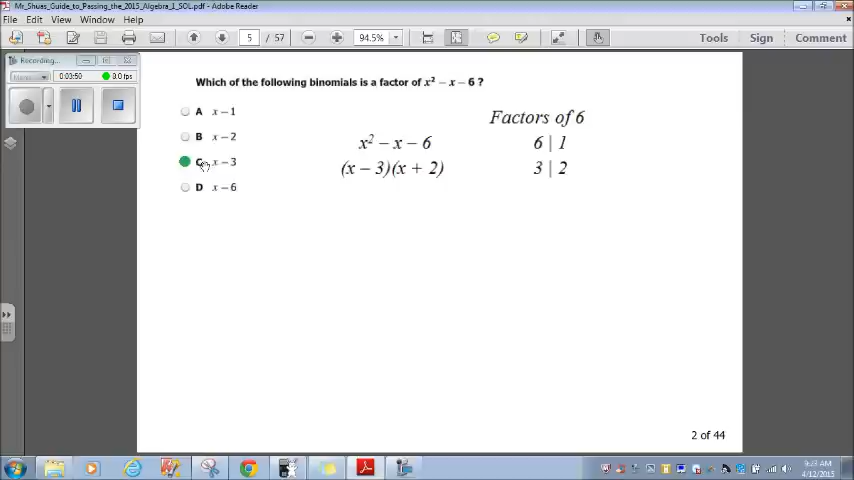 Mr_Shuas_Guide_to_Passing_the_2015_Algebra_1_SOL.pdf - Adobe Reader
File Edit View Window Help
5 / 57 94.5% Tools Sign Comment
Recording...
0:03:50 0.0 fps
Which of the following binomials is a factor of x² − x − 6 ?
A x − 1
B x − 2
C x − 3
D x − 6
x² − x − 6
(x − 3)(x + 2)
Factors of 6
6 | 1
3 | 2
2 of 44
9:23 AM
4/12/2015